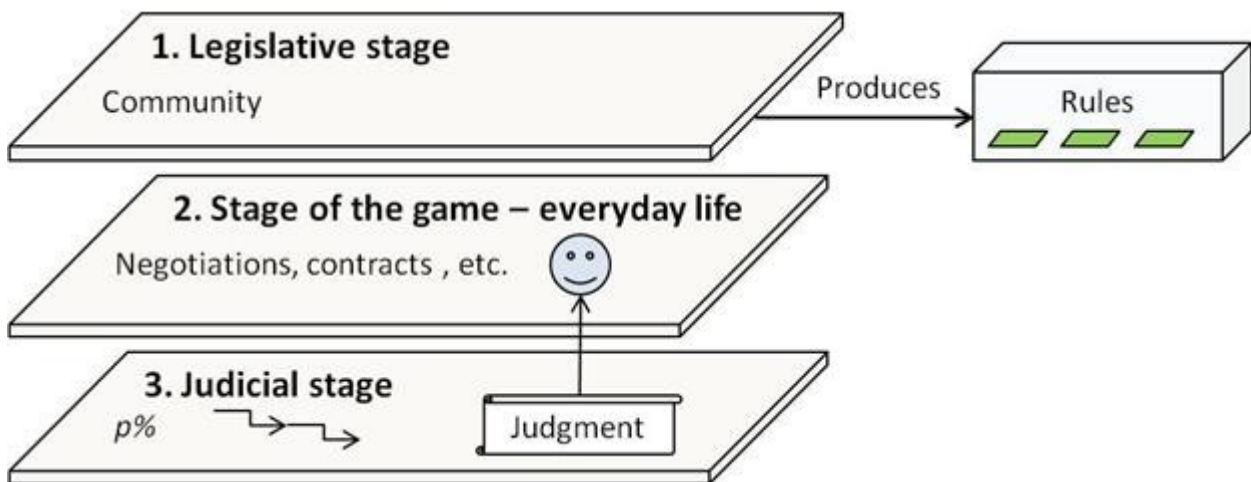 1. Legislative stage
Community
Produces
Rules
2. Stage of the game – everyday life
Negotiations, contracts , etc.
3. Judicial stage
p%
Judgment